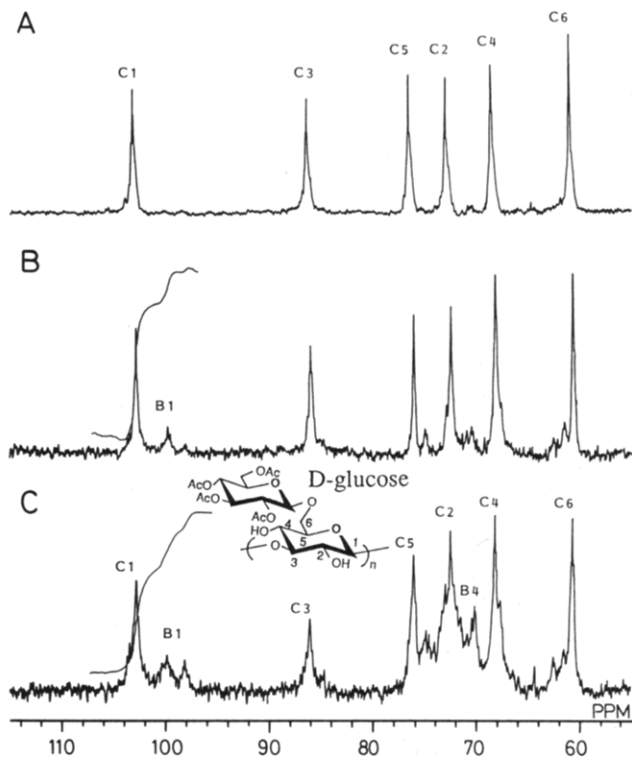 A
C1
C3
C5
C2
C4
C6
B
B1
C
D-glucose
OAc
AcO
AcO
AcO
O
O
HO
4
6
O
5
O
3
2
OH
1
n
C1
B1
C3
C5
C2
B4
C4
C6
PPM
110 100 90 80 70 60